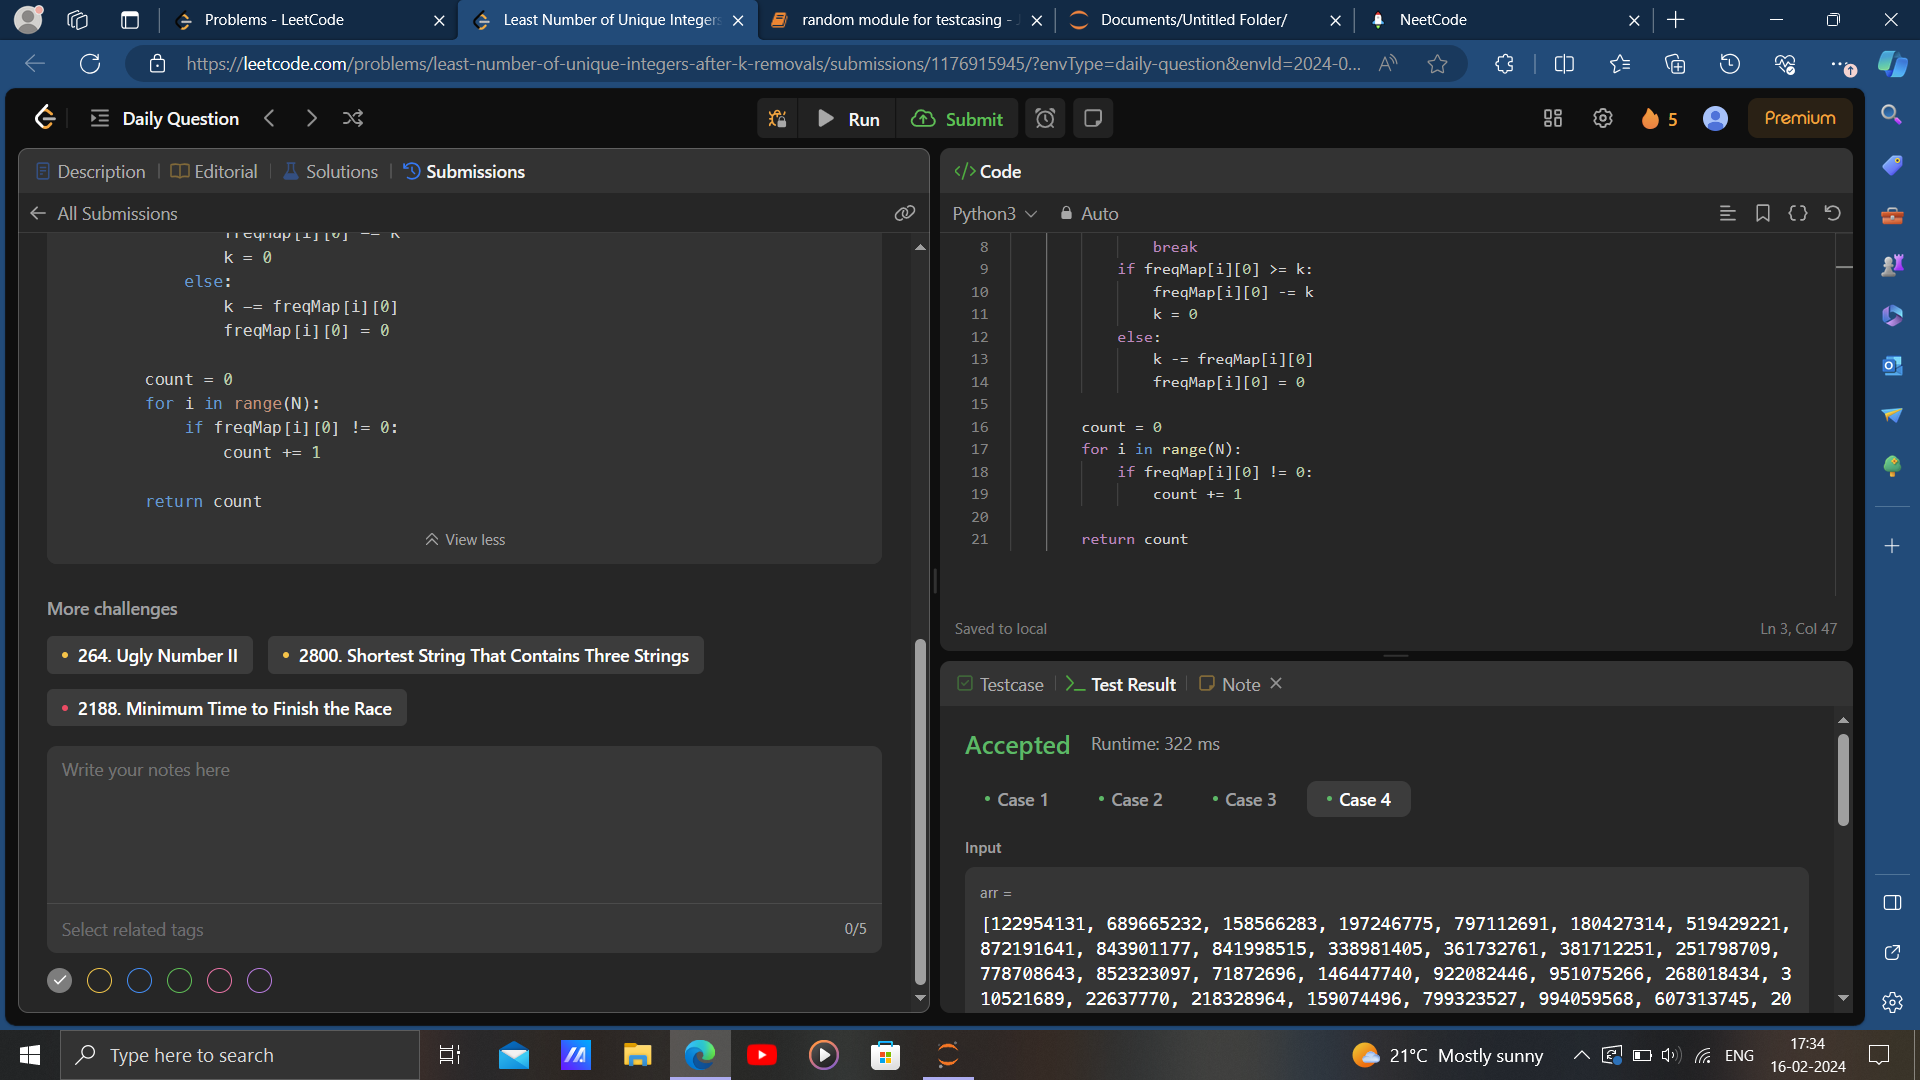 Problems - LeetCode
Least Number of Unique Integers
random module for testcasing - J
Documents/Untitled Folder/
NeetCode
https://leetcode.com/problems/least-number-of-unique-integers-after-k-removals/submissions/1176915945/?envType=daily-question&envId=2024-0...
Daily Question
Run
Submit
5
Premium
Description
Editorial
Solutions
Submissions
All Submissions
freqMap[i][0] -= k
k = 0
else:
k -= freqMap[i][0]
freqMap[i][0] = 0
count = 0
for i in range(N):
if freqMap[i][0] != 0:
count += 1
return count
View less
More challenges
264. Ugly Number II
2800. Shortest String That Contains Three Strings
2188. Minimum Time to Finish the Race
Write your notes here
Select related tags
0/5
</> Code
Python3
Auto
8 break
9 if freqMap[i][0] >= k:
10 freqMap[i][0] -= k
11 k = 0
12 else:
13 k -= freqMap[i][0]
14 freqMap[i][0] = 0
15
16 count = 0
17 for i in range(N):
18 if freqMap[i][0] != 0:
19 count += 1
20
21 return count
Saved to local
Ln 3, Col 47
Testcase
Test Result
Note
Accepted
Runtime: 322 ms
Case 1
Case 2
Case 3
Case 4
Input
arr =
[122954131, 689665232, 158566283, 197246775, 797112691, 180427314, 519429221,
872191641, 843901177, 841998515, 338981405, 361732761, 381712251, 251798709,
778708643, 852323097, 71872696, 146447740, 922082446, 951075266, 268018434, 3
10521689, 22637770, 218328964, 159074496, 799323527, 994059568, 607313745, 20
Type here to search
21°C Mostly sunny
ENG
17:34
16-02-2024